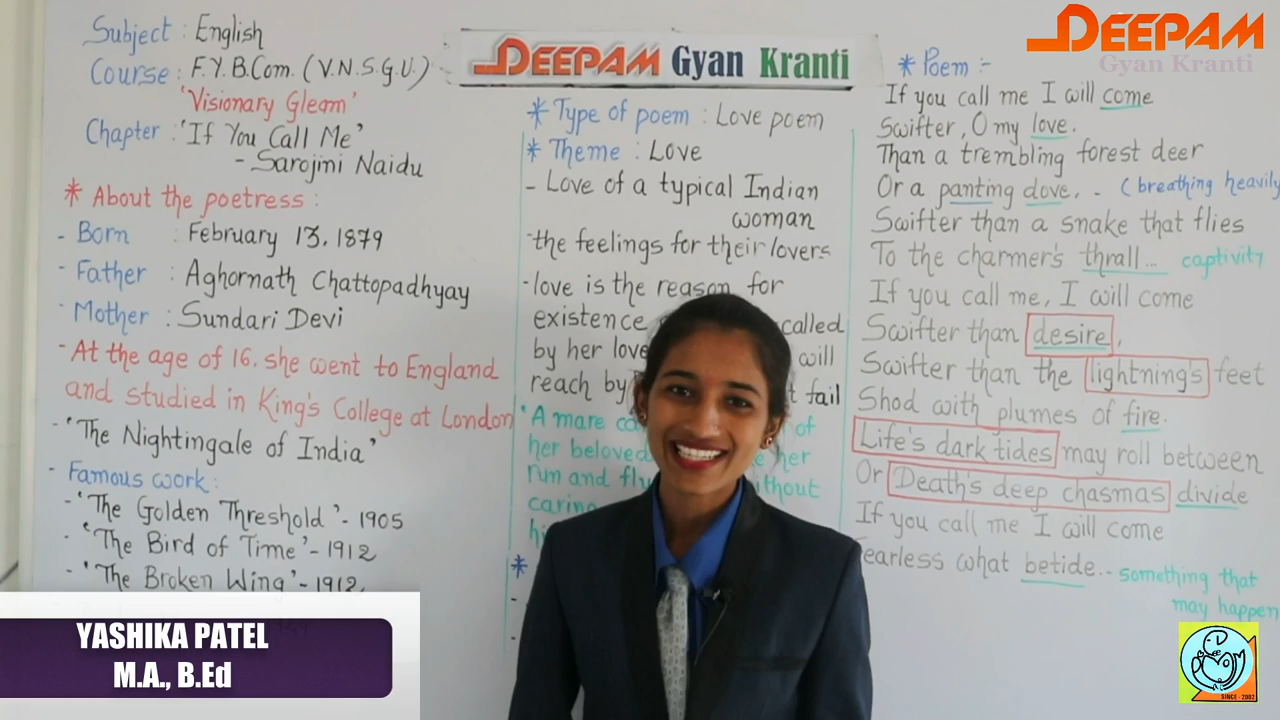 Subject : English
Course : F.Y.B.Com. (V.N.S.G.U.)
'Visionary Gleam'
Chapter : 'If You Call Me'
- Sarojini Naidu
* About the poetress :
- Born : February 13, 1879
- Father : Aghornath Chattopadhyay
- Mother : Sundari Devi
- At the age of 16. she went to England
and studied in King's College at London
- 'The Nightingale of India'
- Famous work :
- 'The Golden Threshold' - 1905
- 'The Bird of Time' - 1912
- 'The Broken Wing' - 1912
YASHIKA PATEL
M.A., B.Ed
DEEPAM Gyan Kranti
* Type of poem : Love poem
* Theme : Love
- Love of a typical Indian
woman
- the feelings for their lovers
- love is the reason for
existence called
by her love will
reach by fail
'A mare of
her beloved her
run and fly without
caring
*
-
-
DEEPAM
Gyan Kranti
* Poem :-
If you call me I will come
Swifter, O my love.
Than a trembling forest deer
Or a panting dove. - (breathing heavily
Swifter than a snake that flies
To the charmer's thrall... captivity
If you call me, I will come
Swifter than desire,
Swifter than the lightning's feet
Shod with plumes of fire.
Life's dark tides may roll between
Or Death's deep chasmas divide
If you call me I will come
earless what betide.. - something that
may happen
DEEPAM
SINCE - 2002